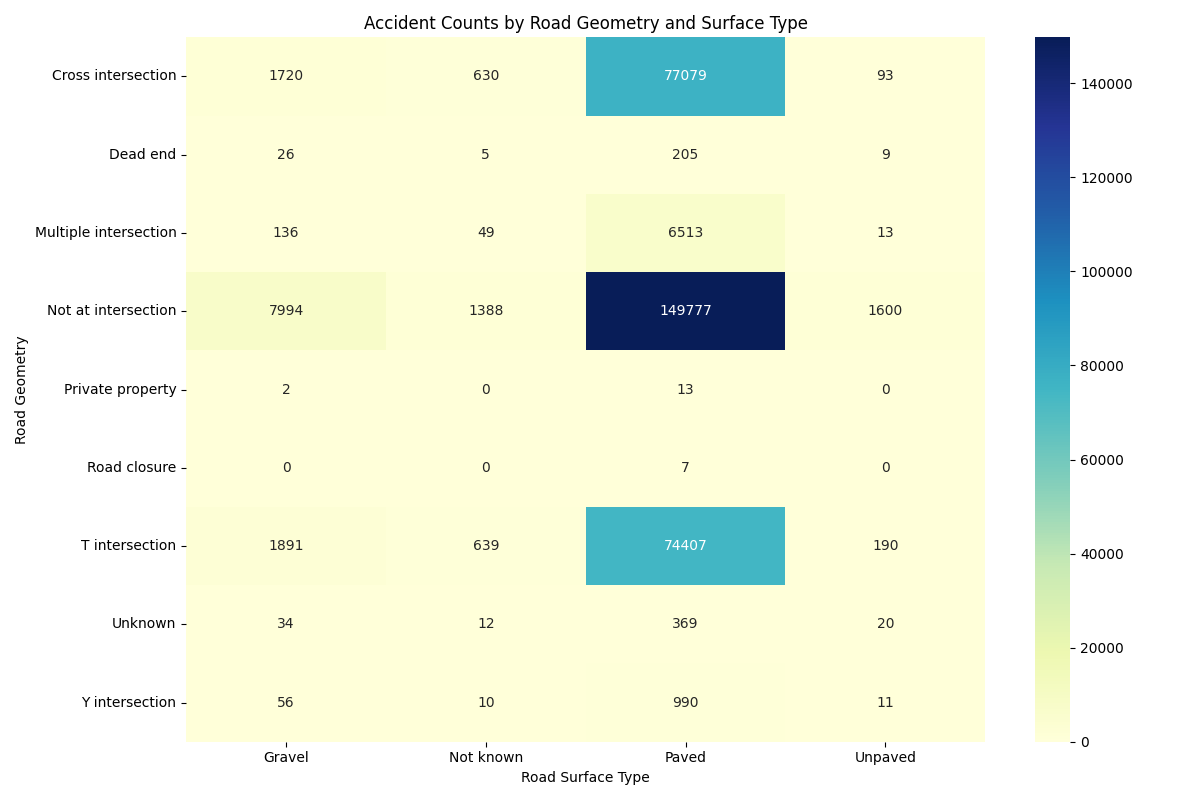 Accident Counts by Road Geometry and Surface Type
Road Geometry
Cross intersection 1720 630 77079 93
Dead end 26 5 205 9
Multiple intersection 136 49 6513 13
Not at intersection 7994 1388 149777 1600
Private property 2 0 13 0
Road closure 0 0 7 0
T intersection 1891 639 74407 190
Unknown 34 12 369 20
Y intersection 56 10 990 11
Gravel Not known Paved Unpaved
Road Surface Type
140000
120000
100000
80000
60000
40000
20000
0